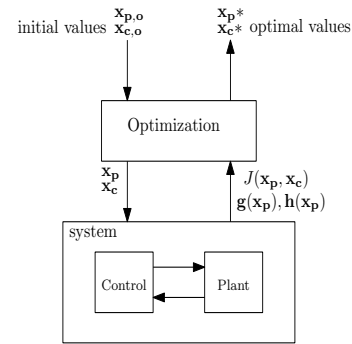 initial values x_p,o x_c,o
x_p* x_c* optimal values
Optimization
x_p
x_c
J(x_p, x_c)
g(x_p), h(x_p)
system
Control
Plant